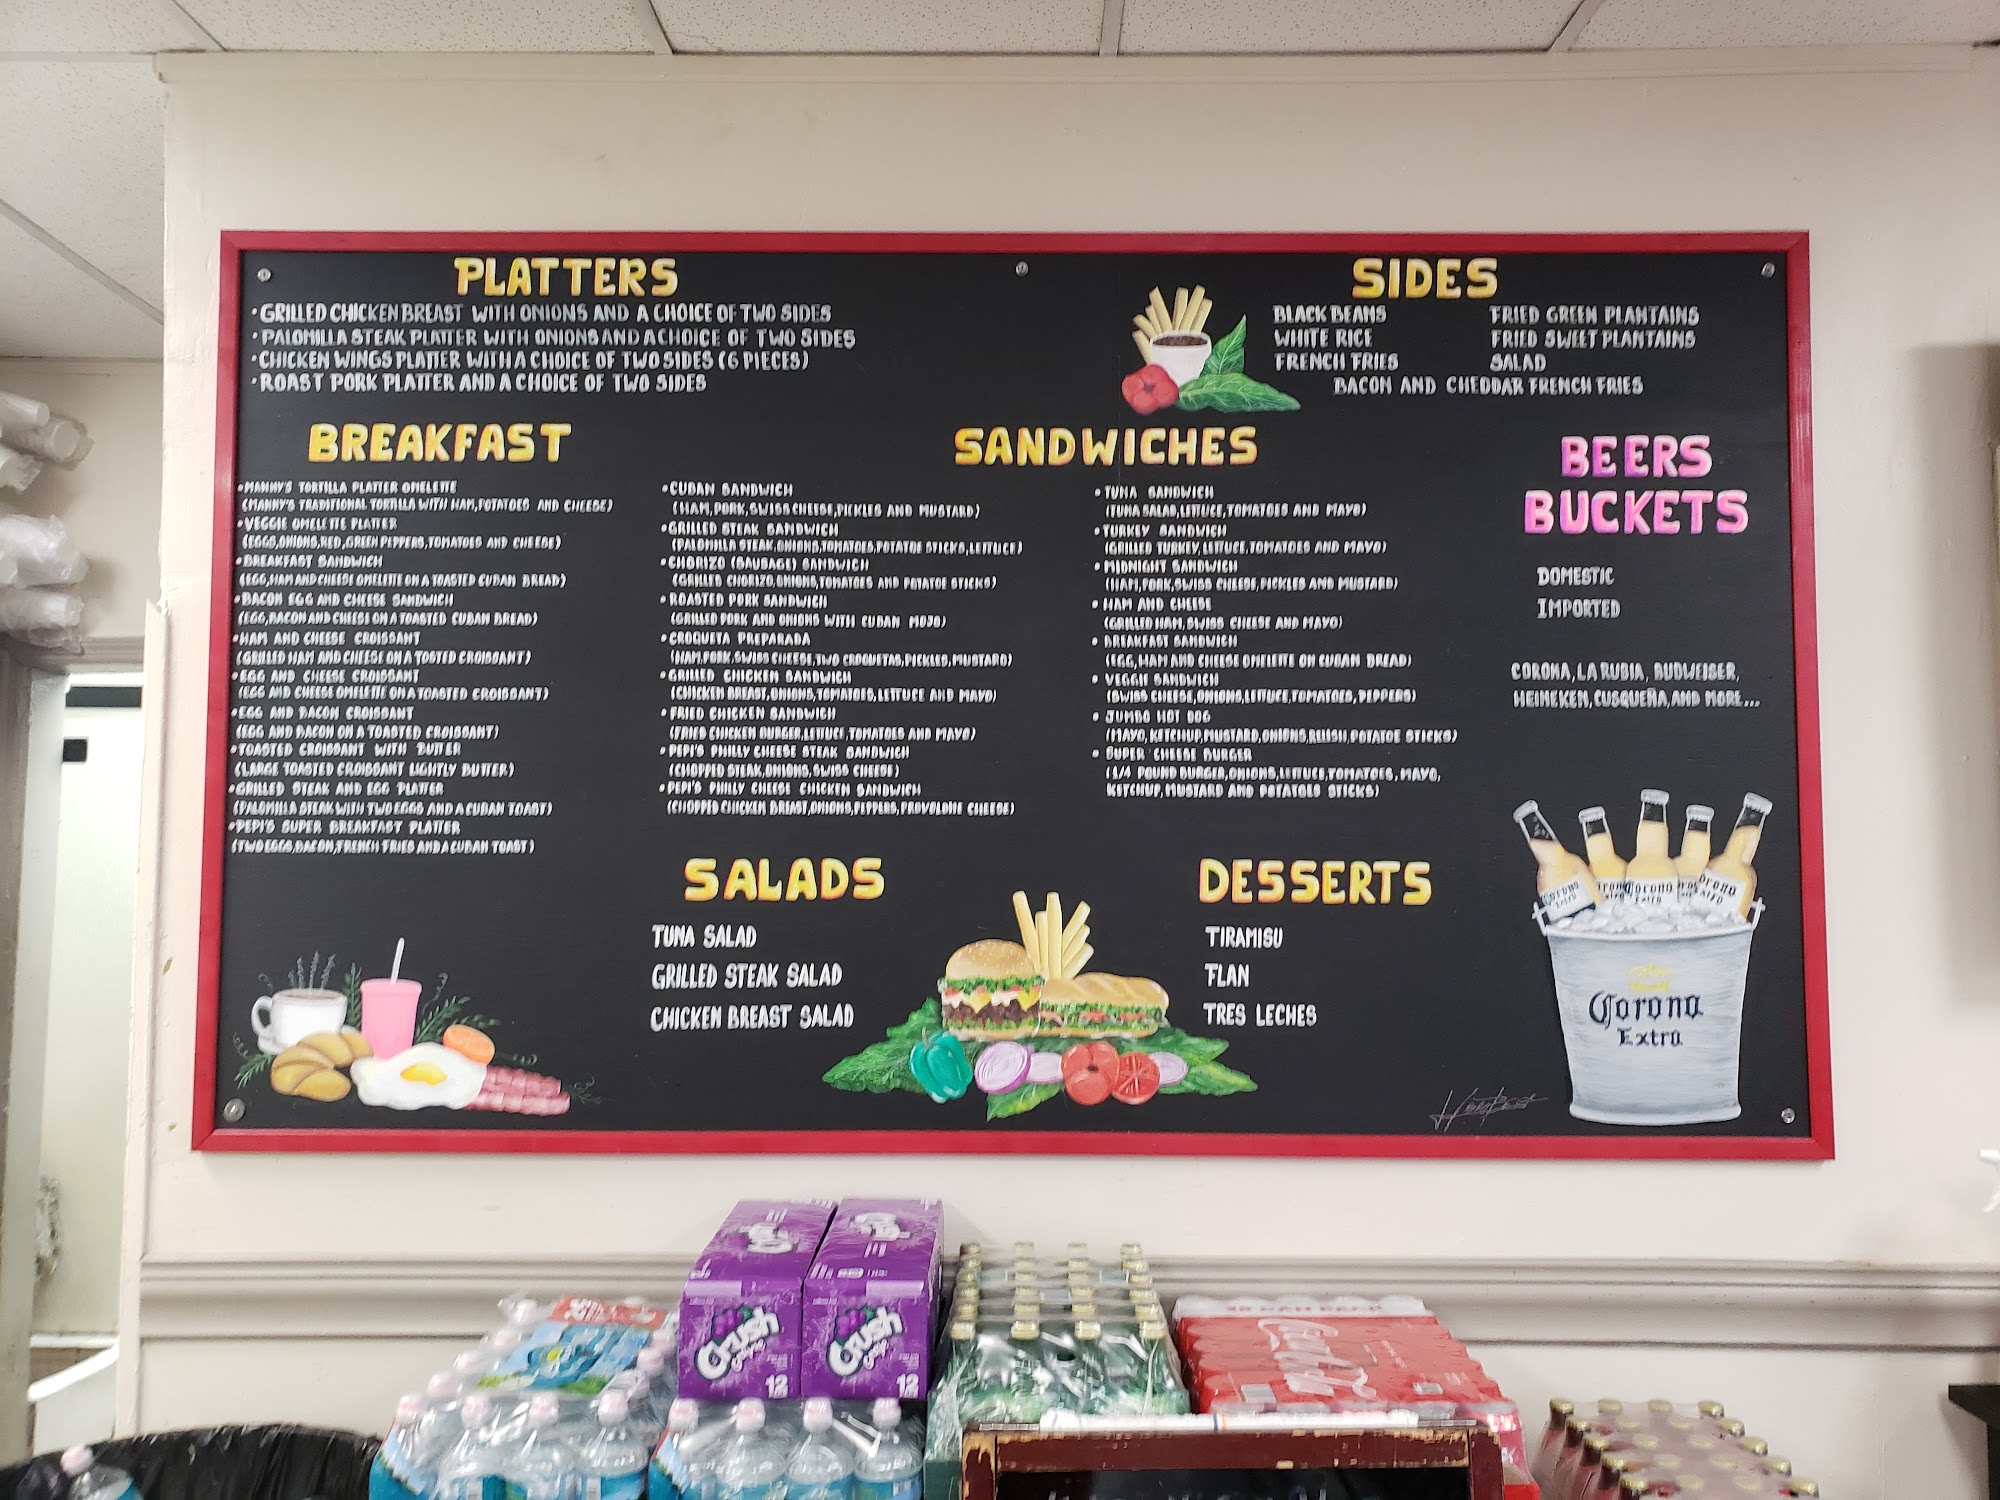 PLATTERS
•GRILLED CHICKEN BREAST WITH ONIONS AND A CHOICE OF TWO SIDES
•PALOMILLA STEAK PLATTER WITH ONIONS AND A CHOICE OF TWO SIDES
•CHICKEN WINGS PLATTER WITH A CHOICE OF TWO SIDES (6 PIECES)
•ROAST PORK PLATTER AND A CHOICE OF TWO SIDES
SIDES
BLACK BEANS
WHITE RICE
FRENCH FRIES
FRIED GREEN PLANTAINS
FRIED SWEET PLANTAINS
SALAD
BACON AND CHEDDAR FRENCH FRIES
BREAKFAST
•MANNY'S TORTILLA PLATTER OMELETTE
(MANNY'S TRADITIONAL TORTILLA WITH HAM, POTATOES AND CHEESE)
•VEGGIE OMELETTE PLATTER
(EGGS, ONIONS, RED, GREEN PEPPERS, TOMATOES AND CHEESE)
•BREAKFAST SANDWICH
(EGG, HAM AND CHEESE OMELETTE ON A TOASTED CUBAN BREAD)
•BACON EGG AND CHEESE SANDWICH
(EGG, BACON AND CHEESE ON A TOASTED CUBAN BREAD)
•HAM AND CHEESE CROISSANT
(GRILLED HAM AND CHEESE ON A TOSTED CROISSANT)
•EGG AND CHEESE CROISSANT
(EGG AND CHEESE OMELETTE ON A TOASTED CROISSANT)
•EGG AND BACON CROISSANT
(EGG AND BACON ON A TOASTED CROISSANT)
•TOASTED CROISSANT WITH BUTTER
(LARGE TOASTED CROISSANT LIGHTLY BUTTER)
•GRILLED STEAK AND EGG PLATTER
(PALOMILLA STEAK WITH TWO EGGS AND A CUBAN TOAST)
•PEPI'S SUPER BREAKFAST PLATTER
(TWO EGGS, BACON, FRENCH FRIES AND A CUBAN TOAST)
SANDWICHES
•CUBAN SANDWICH
(HAM, PORK, SWISS CHEESE, PICKLES AND MUSTARD)
•GRILLED STEAK SANDWICH
(PALOMILLA STEAK, ONIONS, TOMATOES, POTATOE STICKS, LETTUCE)
•CHORIZO (SAUSAGE) SANDWICH
(GRILLED CHORIZO, ONIONS, TOMATOES AND POTATOE STICKS)
•ROASTED PORK SANDWICH
(GRILLED PORK AND ONIONS WITH CUBAN MOJO)
•CROQUETA PREPARADA
(HAM, PORK, SWISS CHEESE, TWO CROQUETAS, PICKLES, MUSTARD)
•GRILLED CHICKEN SANDWICH
(CHICKEN BREAST, ONIONS, TOMATOES, LETTUCE AND MAYO)
•FRIED CHICKEN SANDWICH
(FRIED CHICKEN BURGER, LETTUCE, TOMATOES AND MAYO)
•PEPI'S PHILLY CHEESE STEAK SANDWICH
(CHOPPED STEAK, ONIONS, SWISS CHEESE)
•PEPI'S PHILLY CHEESE CHICKEN SANDWICH
(CHOPPED CHICKEN BREAST, ONIONS, PEPPERS, PROVOLONE CHEESE)
•TUNA SANDWICH
(TUNA SALAD, LETTUCE, TOMATOES AND MAYO)
•TURKEY SANDWICH
(GRILLED TURKEY, LETTUCE, TOMATOES AND MAYO)
•MIDNIGHT SANDWICH
(HAM, PORK, SWISS CHEESE, PICKLES AND MUSTARD)
•HAM AND CHEESE
(GRILLED HAM, SWISS CHEESE AND MAYO)
•BREAKFAST SANDWICH
(EGG, HAM AND CHEESE OMELETTE ON CUBAN BREAD)
•VEGGIE SANDWICH
(SWISS CHEESE, ONIONS, LETTUCE, TOMATOES, PEPPERS)
•JUMBO HOT DOG
(MAYO, KETCHUP, MUSTARD, ONIONS, RELISH, POTATOE STICKS)
•SUPER CHEESE BURGER
(1/4 POUND BURGER, ONIONS, LETTUCE, TOMATOES, MAYO,
KETCHUP, MUSTARD AND POTATOES STICKS)
BEERS
BUCKETS
DOMESTIC
IMPORTED
CORONA, LA RUBIA, BUDWEISER,
HEINEKEN, CUSQUEÑA, AND MORE...
SALADS
TUNA SALAD
GRILLED STEAK SALAD
CHICKEN BREAST SALAD
DESSERTS
TIRAMISU
FLAN
TRES LECHES
Corona Extra
Corona Extra
Corona
Extra
Crush
grape
12
Crush
grape
12
Coca-Cola